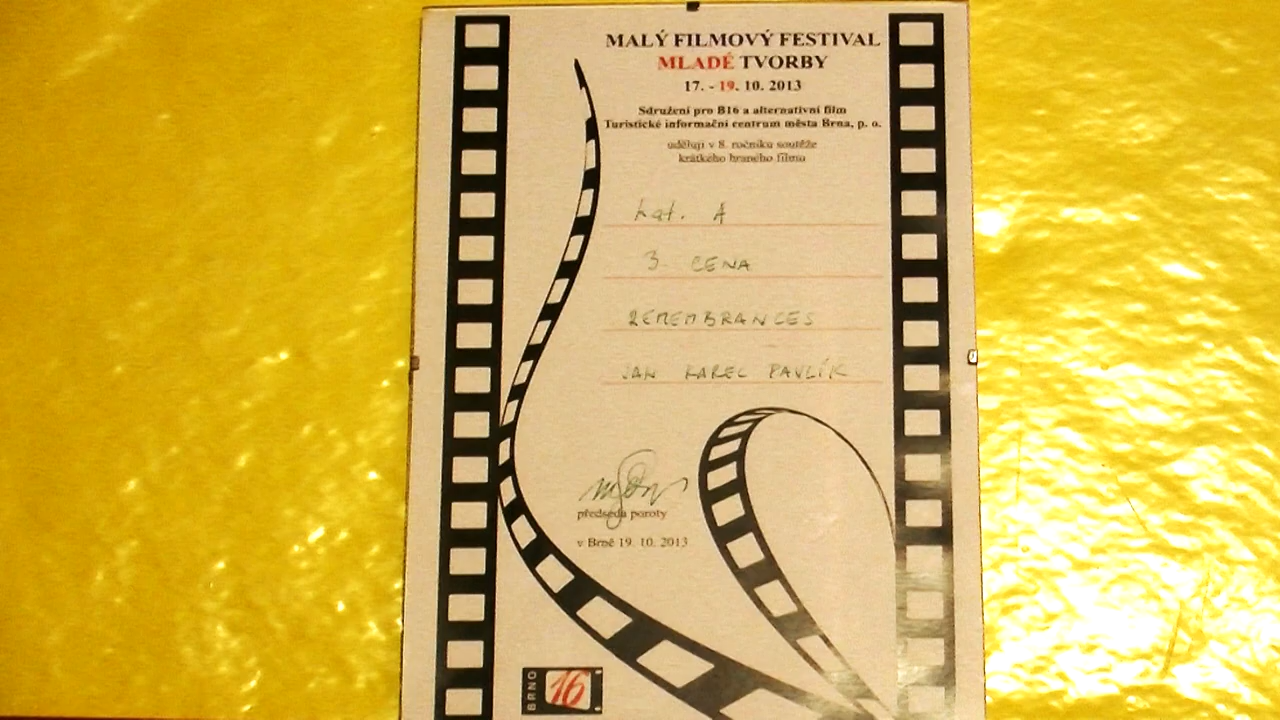 MALÝ FILMOVÝ FESTIVAL
MLADÉ TVORBY
17. - 19. 10. 2013
Sdružení pro B16 a alternativní film
Turistické informační centrum města Brna, p. o.
udělují v 8. ročníku soutěže
krátkého hraného filmu
kat. A
3. CENA
REMEMBRANCES
JAN KAREL PAVLÍK
předseda poroty
v Brně 19. 10. 2013
BRNO
16